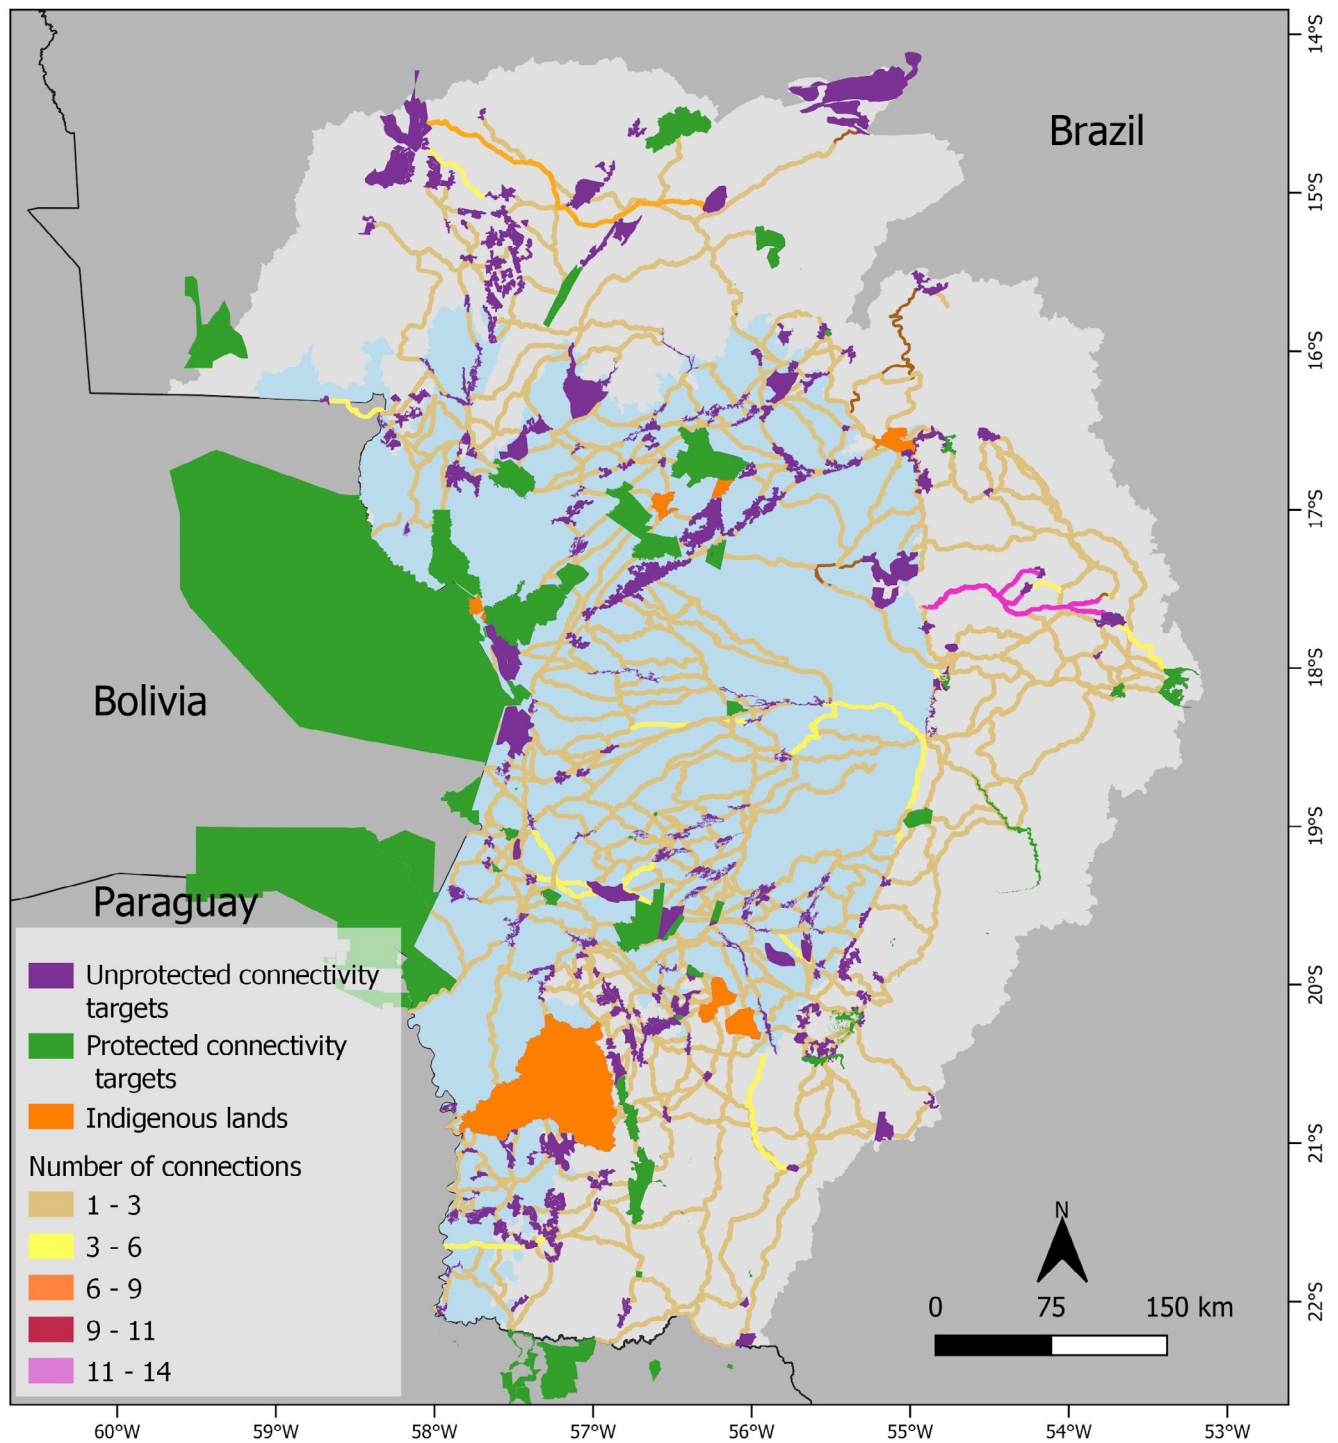 Brazil
Bolivia
Paraguay
Unprotected connectivity
targets
Protected connectivity
targets
Indigenous lands
Number of connections
1 - 3
3 - 6
6 - 9
9 - 11
11 - 14
N
0 75 150 km
14°S
15°S
16°S
17°S
18°S
19°S
20°S
21°S
22°S
60°W 59°W 58°W 57°W 56°W 55°W 54°W 53°W